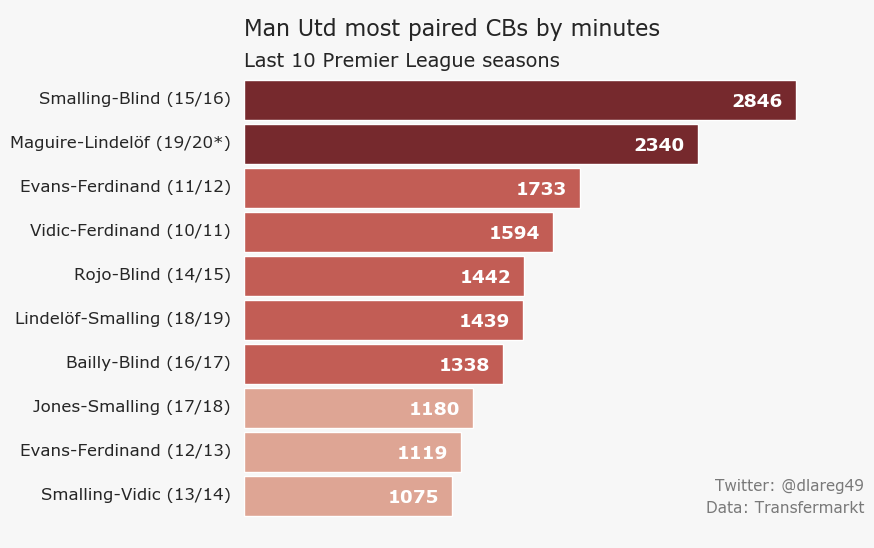 Man Utd most paired CBs by minutes
Last 10 Premier League seasons
Smalling-Blind (15/16) 2846
Maguire-Lindelöf (19/20*) 2340
Evans-Ferdinand (11/12) 1733
Vidic-Ferdinand (10/11) 1594
Rojo-Blind (14/15) 1442
Lindelöf-Smalling (18/19) 1439
Bailly-Blind (16/17) 1338
Jones-Smalling (17/18) 1180
Evans-Ferdinand (12/13) 1119
Smalling-Vidic (13/14) 1075
Twitter: @dlareg49
Data: Transfermarkt